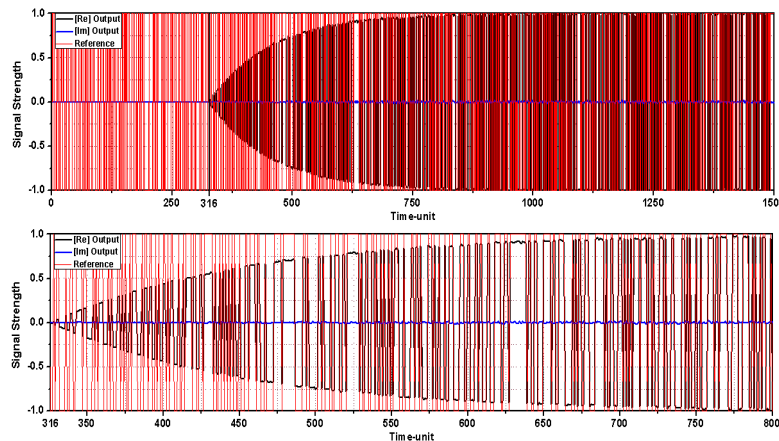 1.0
0.5
0.0
-0.5
-1.0
Signal Strength
[Re] Output
[Im] Output
Reference
0 250 316 500 750 1000 1250 150
Time-unit
1.0
0.5
0.0
-0.5
-1.0
Signal Strength
[Re] Output
[Im] Output
Reference
316 350 400 450 500 550 600 650 700 750 800
Time-unit